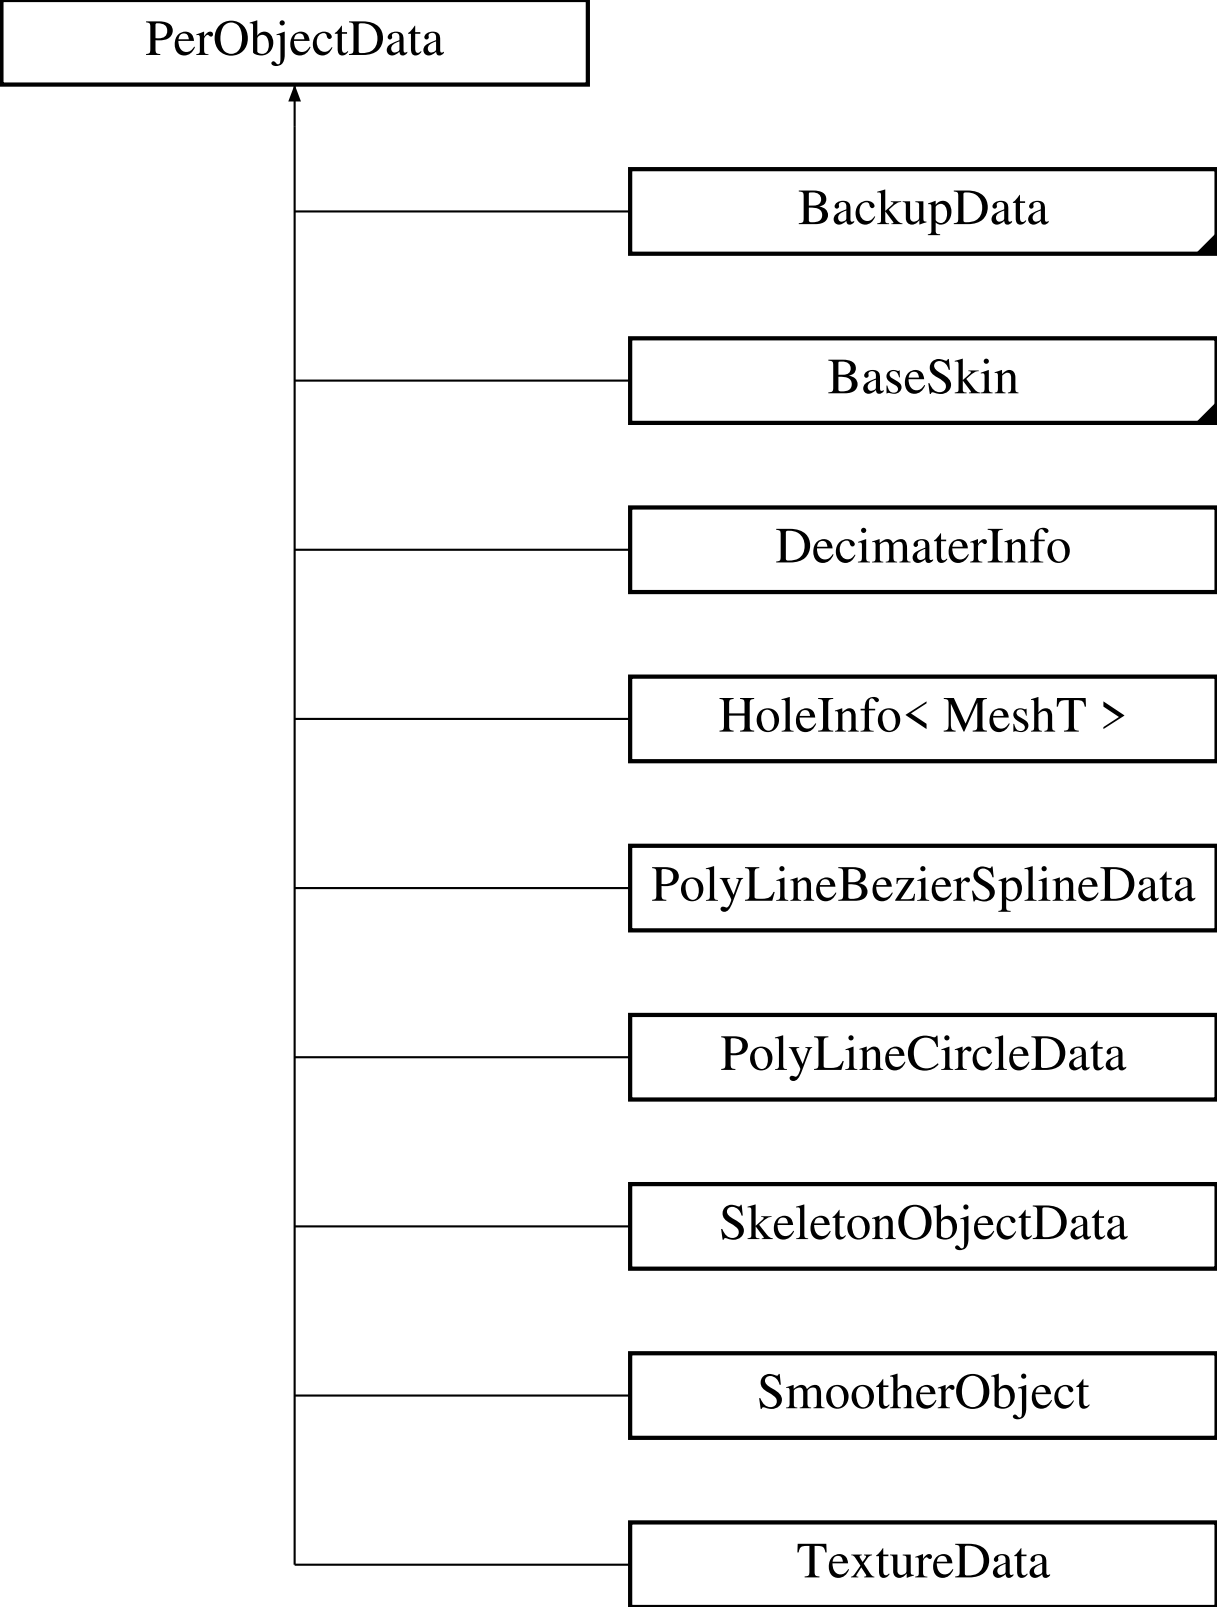 PerObjectData
BackupData
BaseSkin
DecimaterInfo
HoleInfo< MeshT >
PolyLineBezierSplineData
PolyLineCircleData
SkeletonObjectData
SmootherObject
TextureData